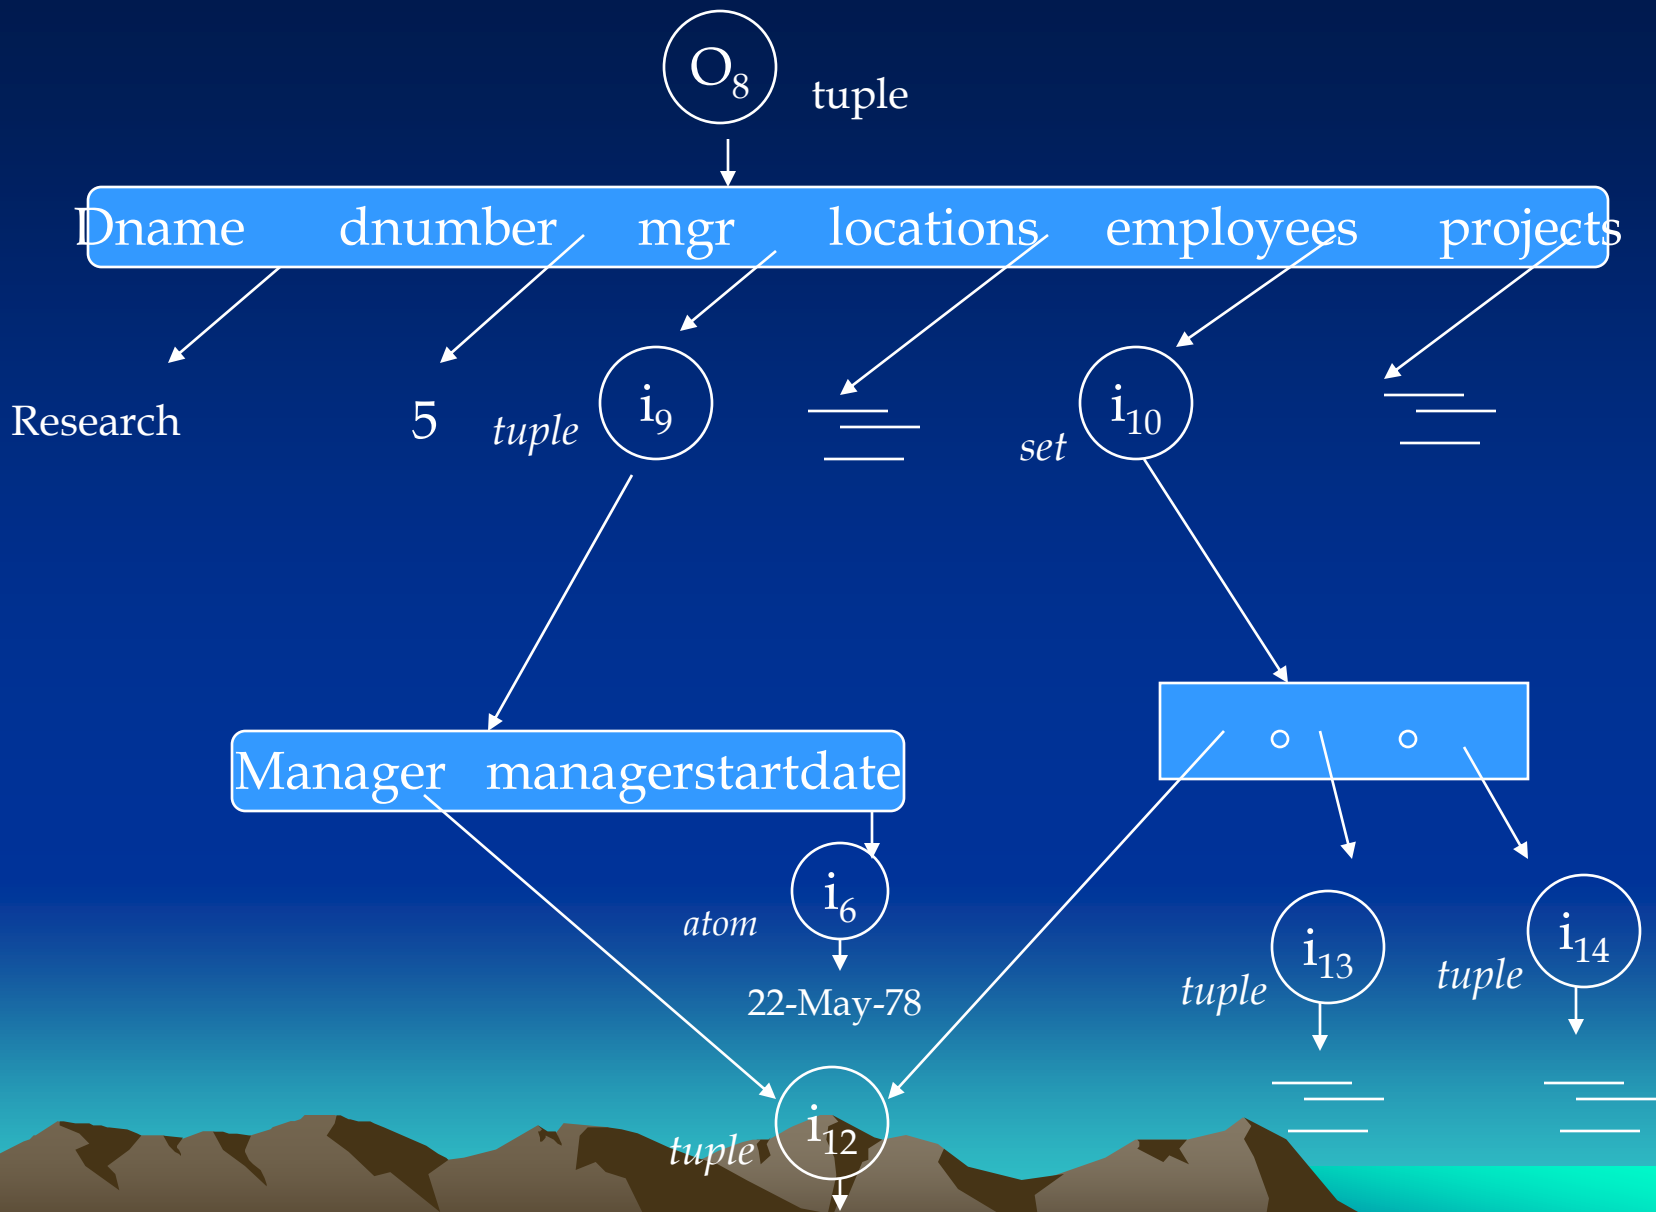 O8 tuple
Dname dnumber mgr locations employees projects
Research 5 tuple i9 set i10
Manager managerstartdate
atom i6
22-May-78
tuple i13 tuple i14
tuple i12